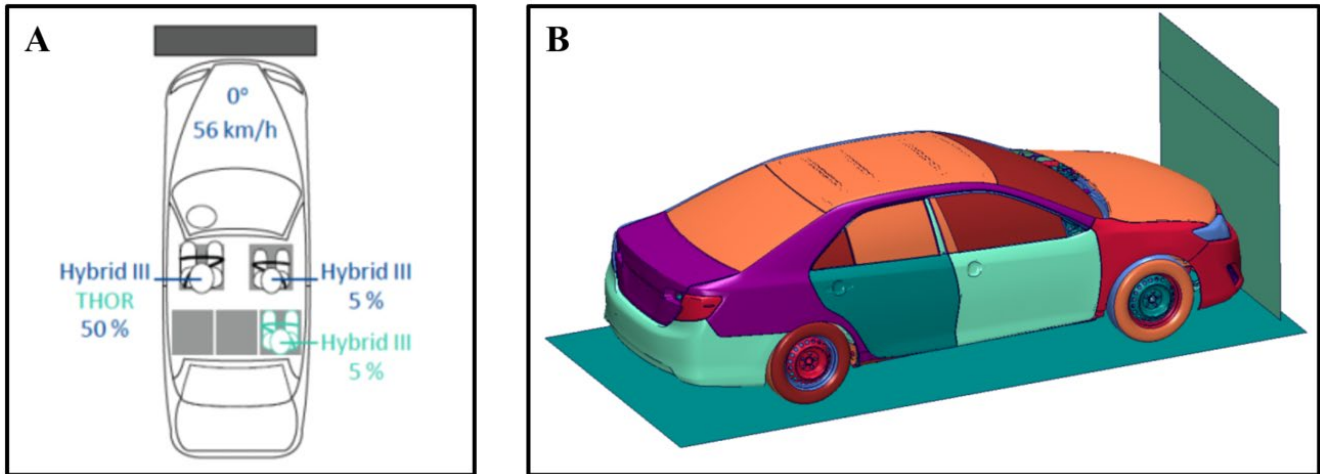 A
0°
56 km/h
Hybrid III
THOR
50 %
Hybrid III
5 %
Hybrid III
5 %
B